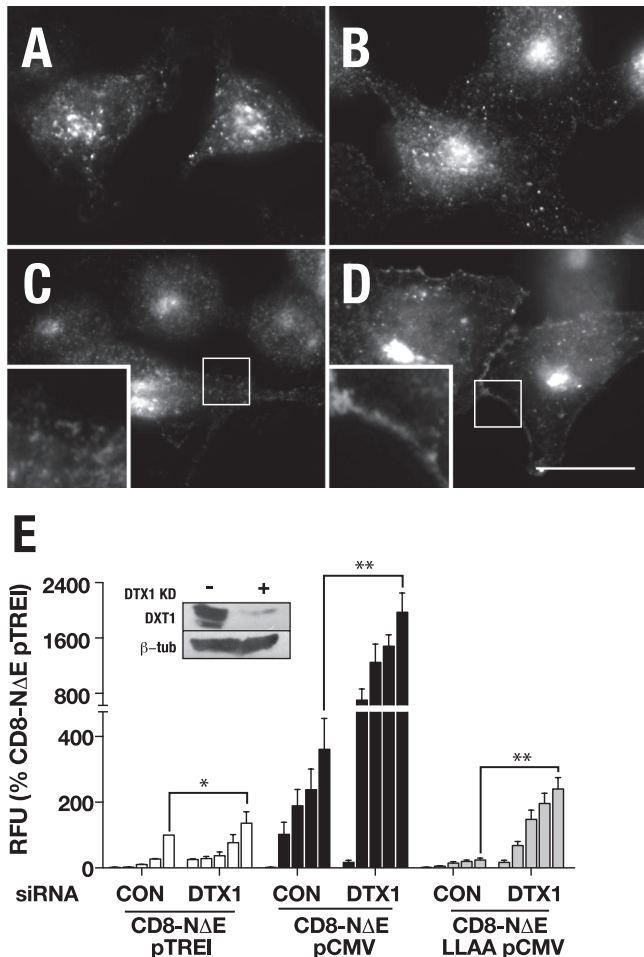 A
B
C
D
E
RFU (% CD8-NΔE pTREI)
2400
1600
800
400
200
0
DTX1 KD - +
DXT1
β-tub
*
**
**
siRNA CON DTX1 CON DTX1 CON DTX1
CD8-NΔE pTREI
CD8-NΔE pCMV
CD8-NΔE LLAA pCMV